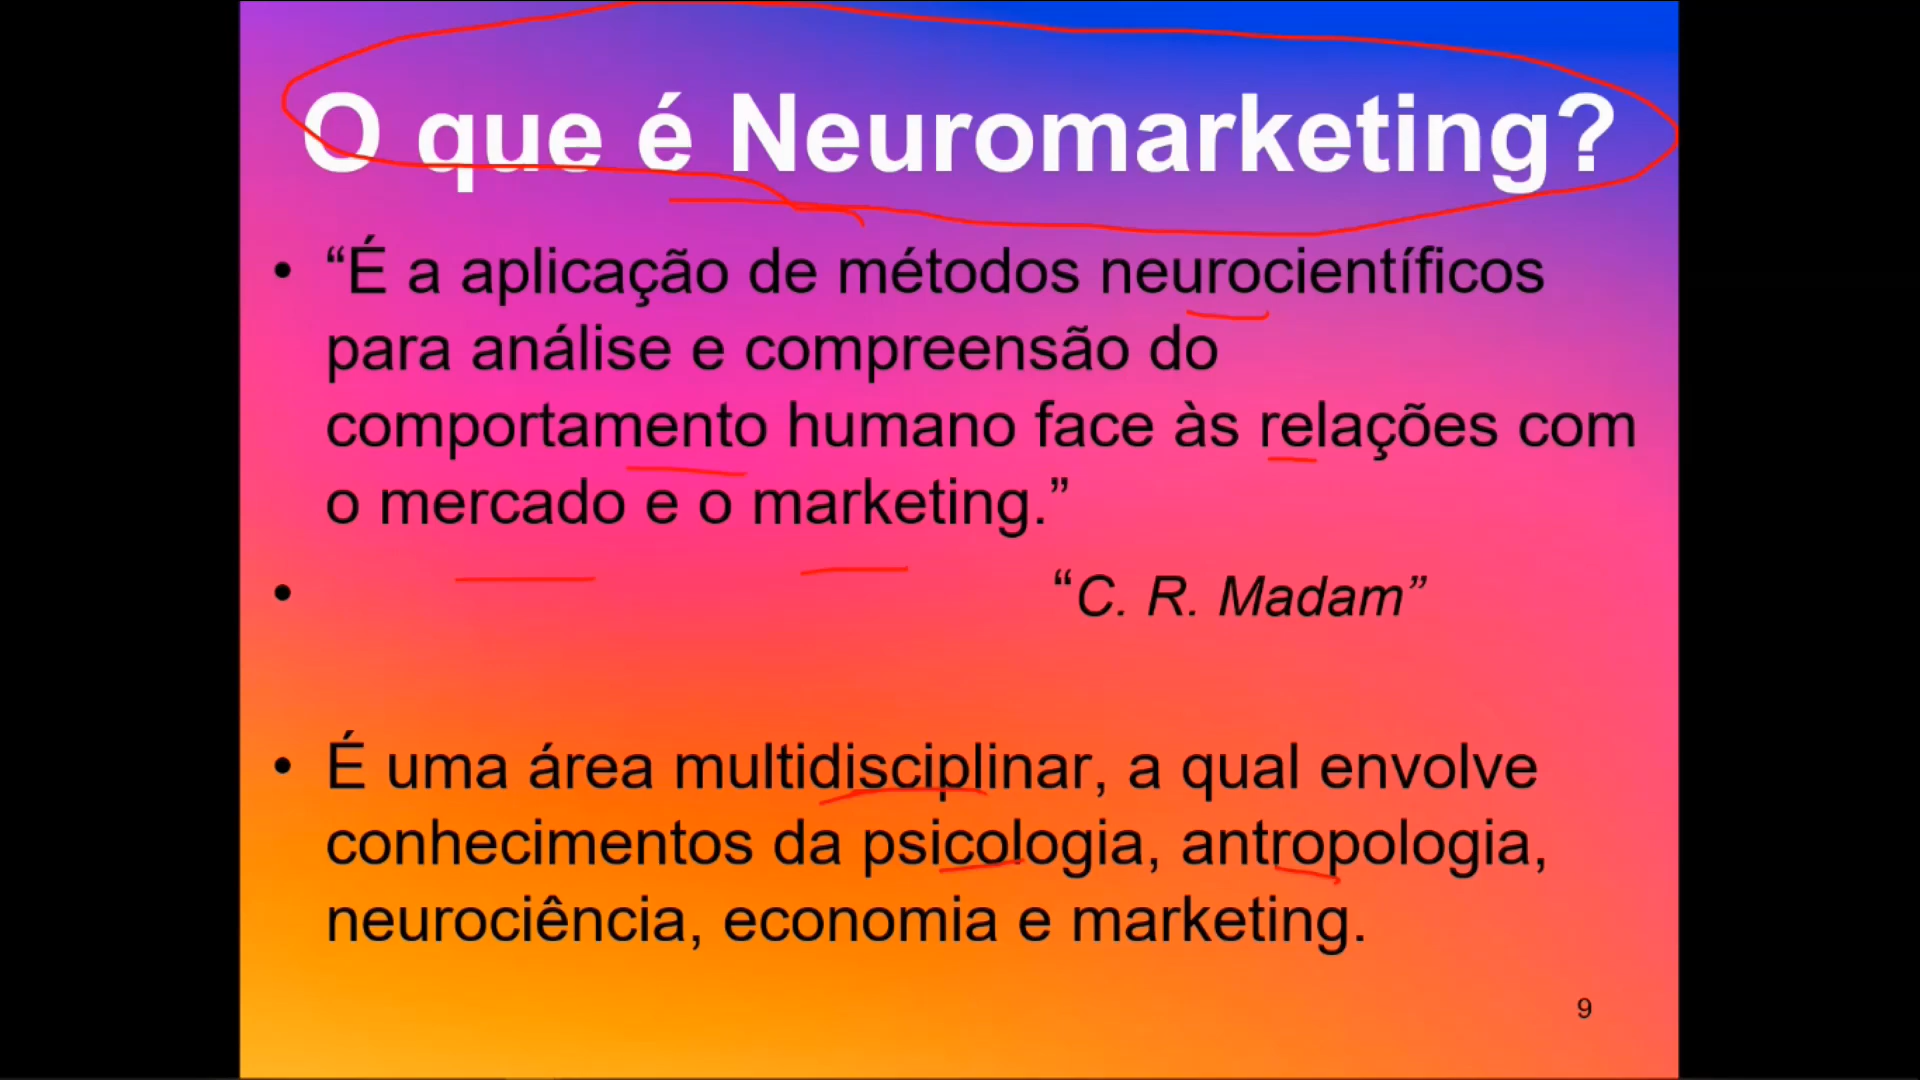 O que é Neuromarketing?
• “É a aplicação de métodos neurocientíficos
para análise e compreensão do
comportamento humano face às relações com
o mercado e o marketing.”
• “C. R. Madam”
• É uma área multidisciplinar, a qual envolve
conhecimentos da psicologia, antropologia,
neurociência, economia e marketing.
9